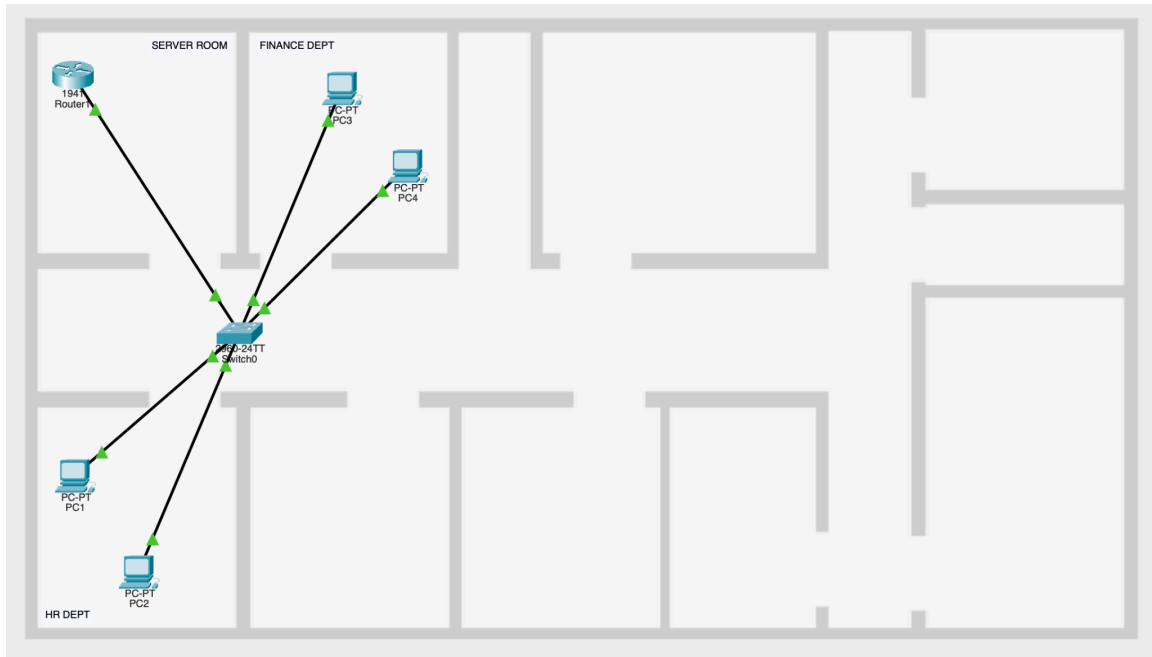 SERVER ROOM
FINANCE DEPT
1941
Router1
PC-PT
PC3
PC-PT
PC4
2960-24TT
Switch0
PC-PT
PC1
PC-PT
PC2
HR DEPT